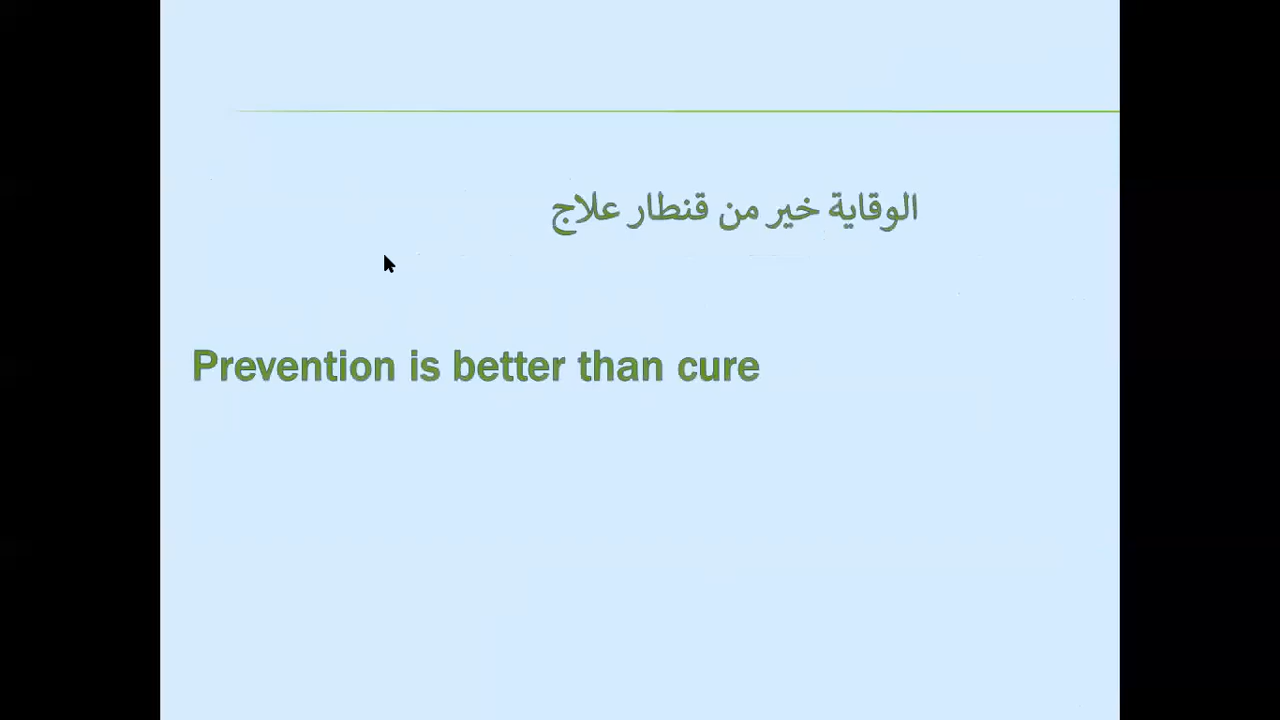 الوقاية خير من قنطار علاج
Prevention is better than cure